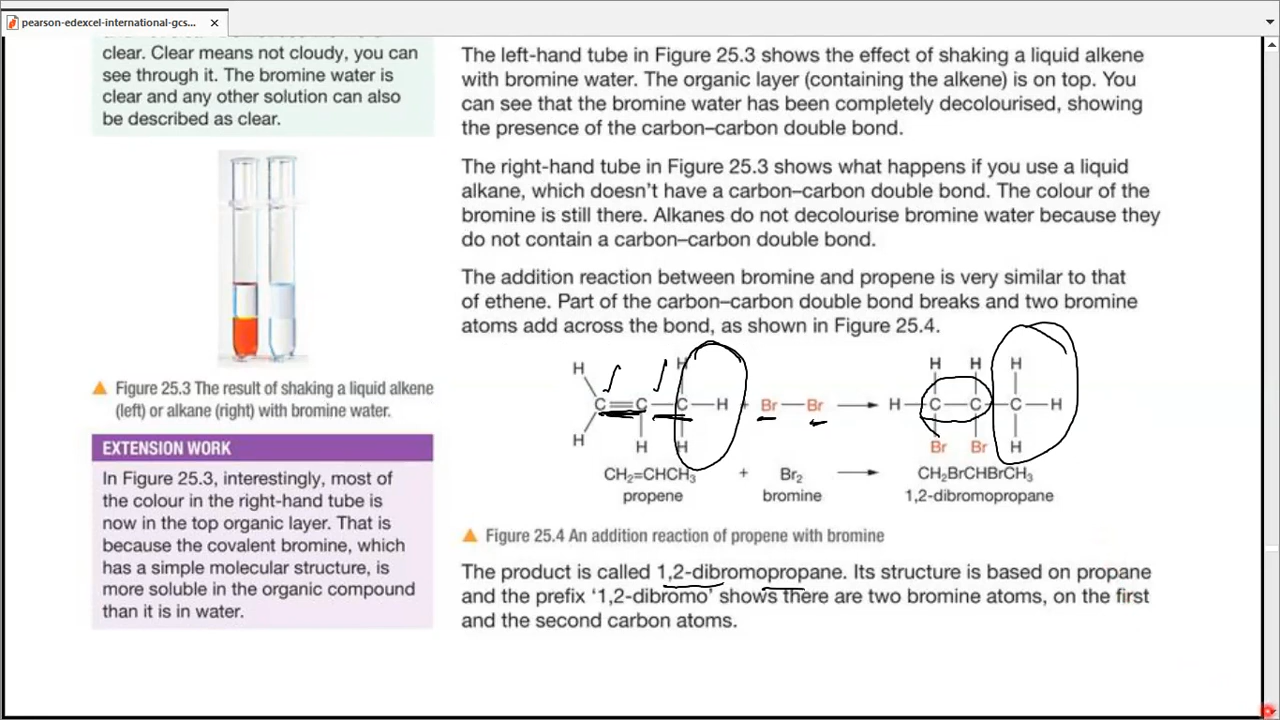 pearson-edexcel-international-gcs...
clear. Clear means not cloudy, you can
see through it. The bromine water is
clear and any other solution can also
be described as clear.
Figure 25.3 The result of shaking a liquid alkene
(left) or alkane (right) with bromine water.
EXTENSION WORK
In Figure 25.3, interestingly, most of
the colour in the right-hand tube is
now in the top organic layer. That is
because the covalent bromine, which
has a simple molecular structure, is
more soluble in the organic compound
than it is in water.
The left-hand tube in Figure 25.3 shows the effect of shaking a liquid alkene
with bromine water. The organic layer (containing the alkene) is on top. You
can see that the bromine water has been completely decolourised, showing
the presence of the carbon–carbon double bond.
The right-hand tube in Figure 25.3 shows what happens if you use a liquid
alkane, which doesn't have a carbon–carbon double bond. The colour of the
bromine is still there. Alkanes do not decolourise bromine water because they
do not contain a carbon–carbon double bond.
The addition reaction between bromine and propene is very similar to that
of ethene. Part of the carbon–carbon double bond breaks and two bromine
atoms add across the bond, as shown in Figure 25.4.
H H H H H
C C C H + Br Br H C C C H
H H H Br Br H
CH₂=CHCH₃ + Br₂ CH₂BrCHBrCH₃
propene bromine 1,2-dibromopropane
Figure 25.4 An addition reaction of propene with bromine
The product is called 1,2-dibromopropane. Its structure is based on propane
and the prefix '1,2-dibromo' shows there are two bromine atoms, on the first
and the second carbon atoms.